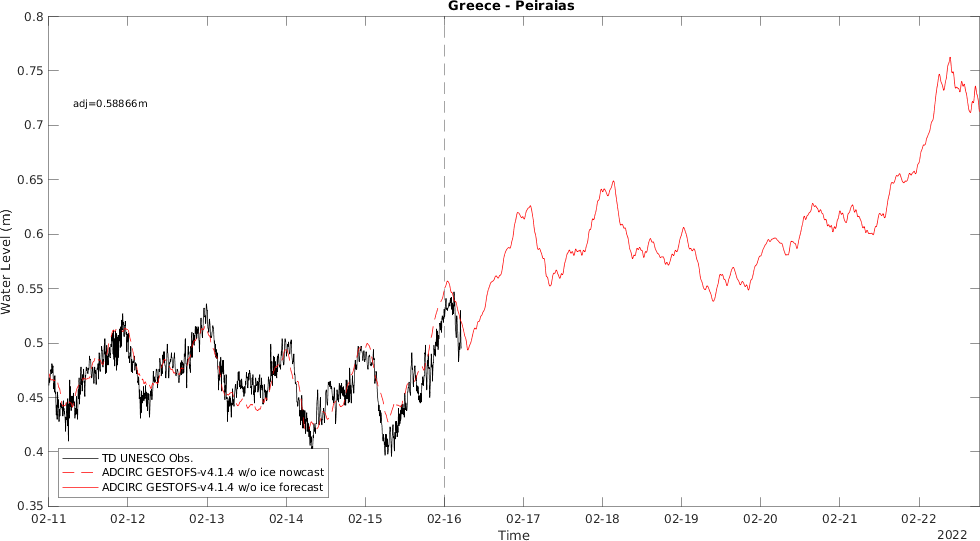 Greece - Peiraias
0.8
0.75
0.7
0.65
0.6
0.55
0.5
0.45
0.4
0.35
Water Level (m)
adj=0.58866m
TD UNESCO Obs.
ADCIRC GESTOFS-v4.1.4 w/o ice nowcast
ADCIRC GESTOFS-v4.1.4 w/o ice forecast
02-11 02-12 02-13 02-14 02-15 02-16 02-17 02-18 02-19 02-20 02-21 02-22
Time
2022